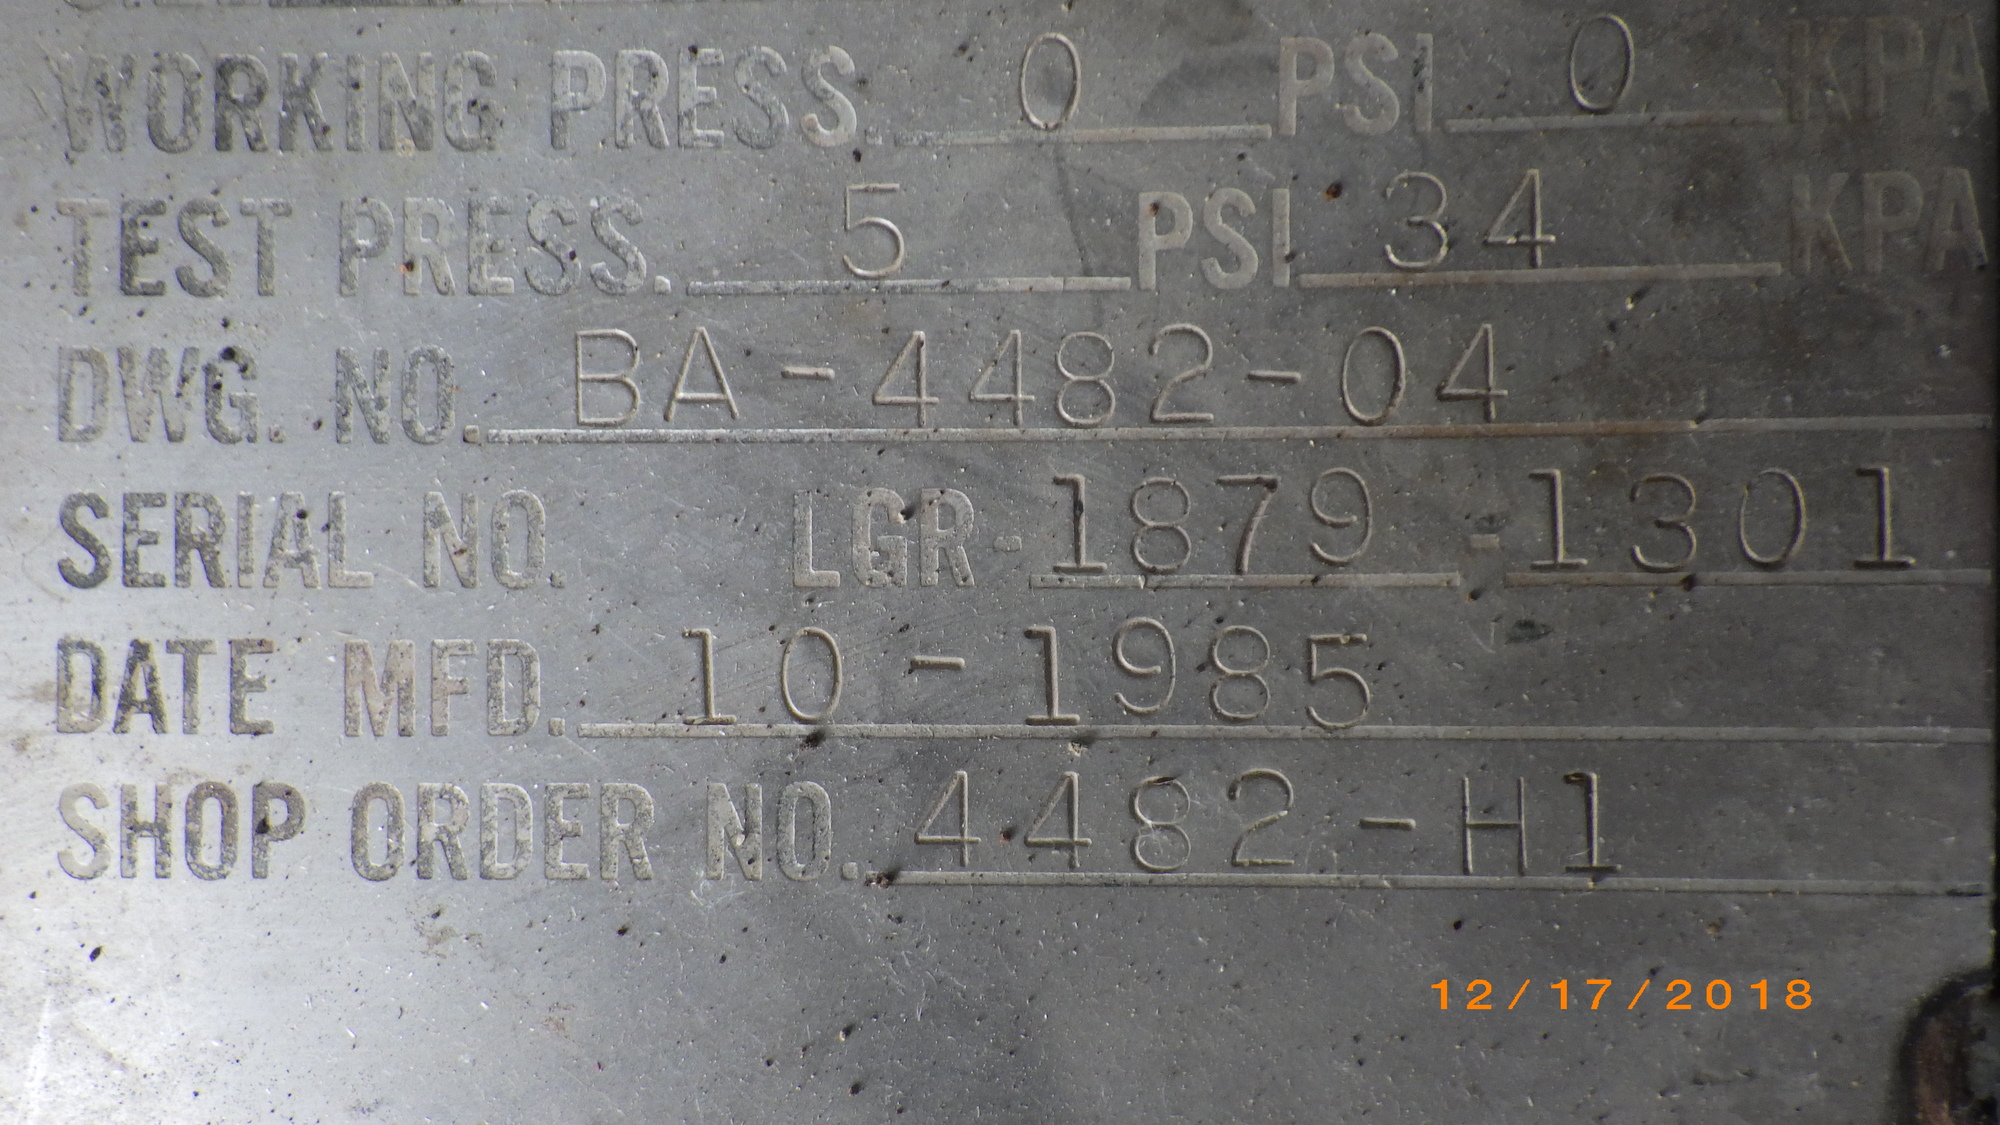 WORKING PRESS. 0 PSI 0 KPA
TEST PRESS. 5 PSI 34 KPA
DWG. NO. BA-4482-04
SERIAL NO. LGR-1879-1301
DATE MFD. 10-1985
SHOP ORDER NO. 4482-H1
12/17/2018